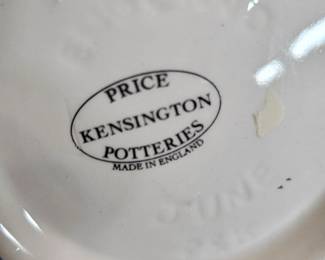 PRICE
KENSINGTON
POTTERIES
MADE IN ENGLAND